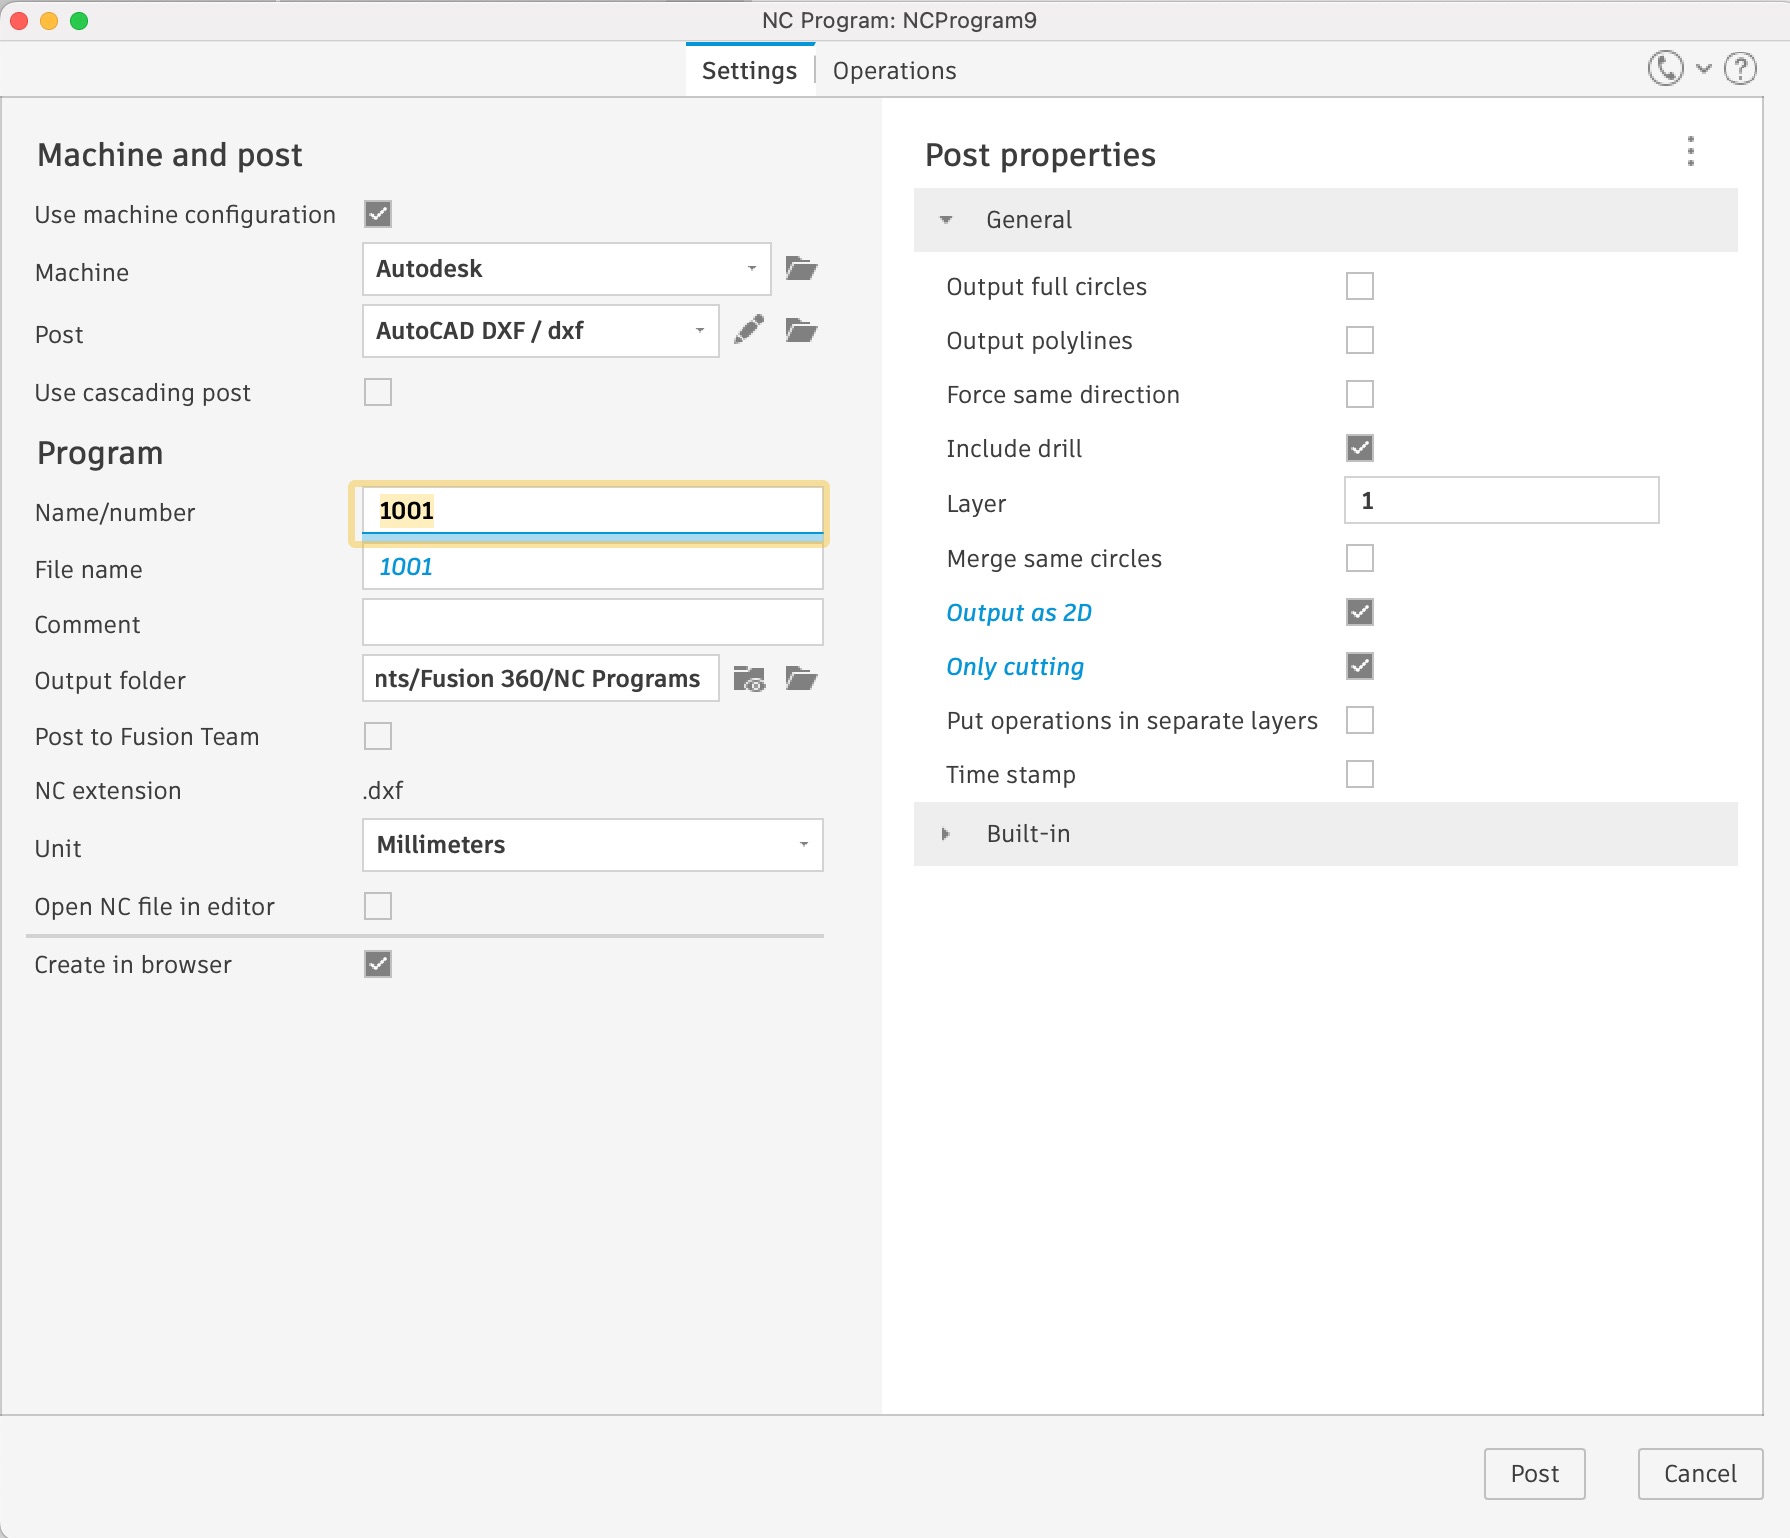 NC Program: NCProgram9
Settings
Operations
Machine and post
Use machine configuration
Machine
Autodesk
Post
AutoCAD DXF / dxf
Use cascading post
Program
Name/number
1001
File name
1001
Comment
Output folder
nts/Fusion 360/NC Programs
Post to Fusion Team
NC extension
.dxf
Unit
Millimeters
Open NC file in editor
Create in browser
Post properties
General
Output full circles
Output polylines
Force same direction
Include drill
Layer
1
Merge same circles
Output as 2D
Only cutting
Put operations in separate layers
Time stamp
Built-in
Post
Cancel